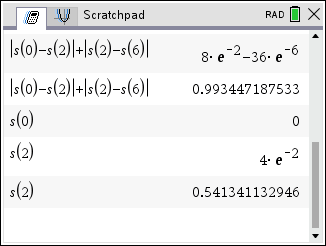 Scratchpad RAD
|s(0)−s(2)|+|s(2)−s(6)| 8·e⁻²−36·e⁻⁶
|s(0)−s(2)|+|s(2)−s(6)| 0.993447187533
s(0) 0
s(2) 4·e⁻²
s(2) 0.541341132946